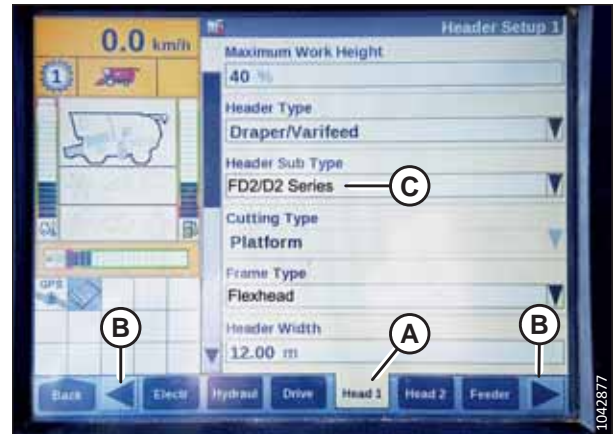 0.0 km/h
1
Header Setup 1
Maximum Work Height
40 %
Header Type
Draper/Varifeed
Header Sub Type
FD2/D2 Series
C
Cutting Type
Platform
Frame Type
Flexhead
GPS
Header Width
12.00 m
B
A
B
Back
Electr
Hydraul
Drive
Head 1
Head 2
Feeder
1042877